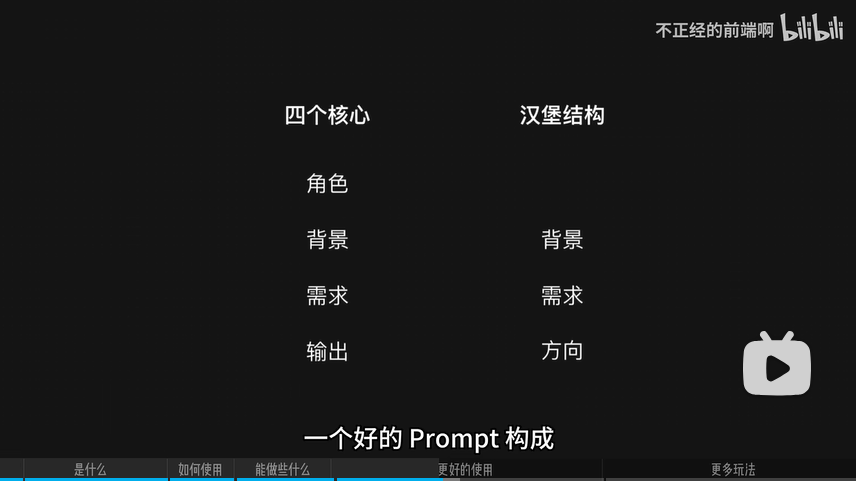 不正经的前端啊 bilibili
四个核心 汉堡结构
角色
背景 背景
需求 需求
输出 方向
一个好的 Prompt 构成
是什么 如何使用 能做些什么 更好的使用 更多玩法